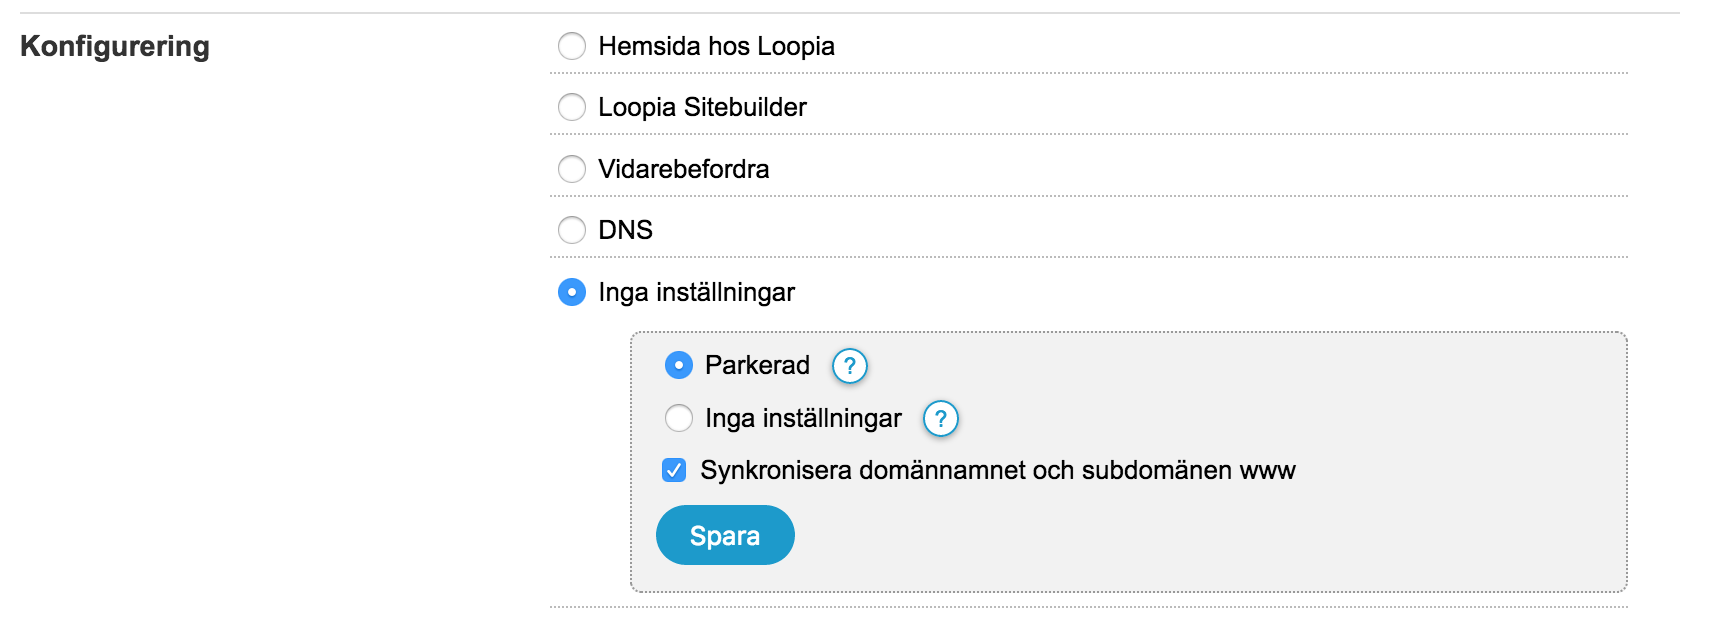 Konfigurering
Hemsida hos Loopia
Loopia Sitebuilder
Vidarebefordra
DNS
Inga inställningar
Parkerad ?
Inga inställningar ?
Synkronisera domännamnet och subdomänen www
Spara